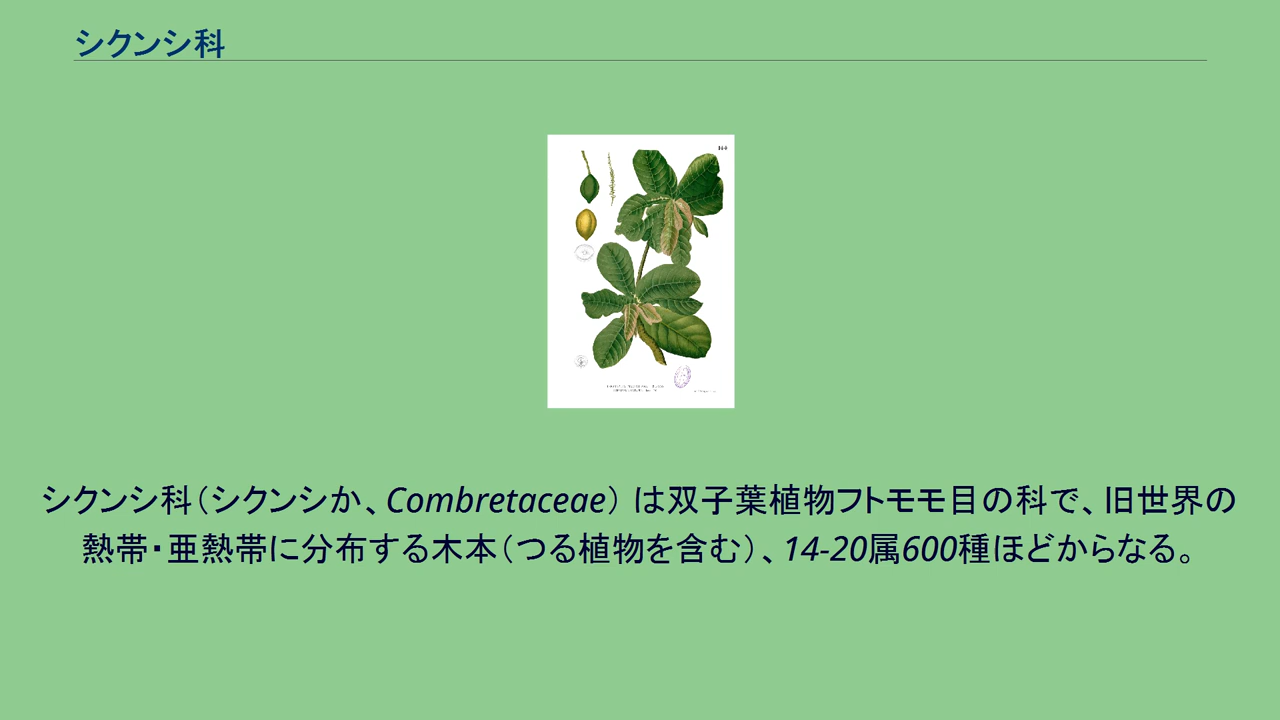 シクンシ科
シクンシ科（シクンシか、Combretaceae） は双子葉植物フトモモ目の科で、旧世界の
熱帯・亜熱帯に分布する木本（つる植物を含む）、14-20属600種ほどからなる。